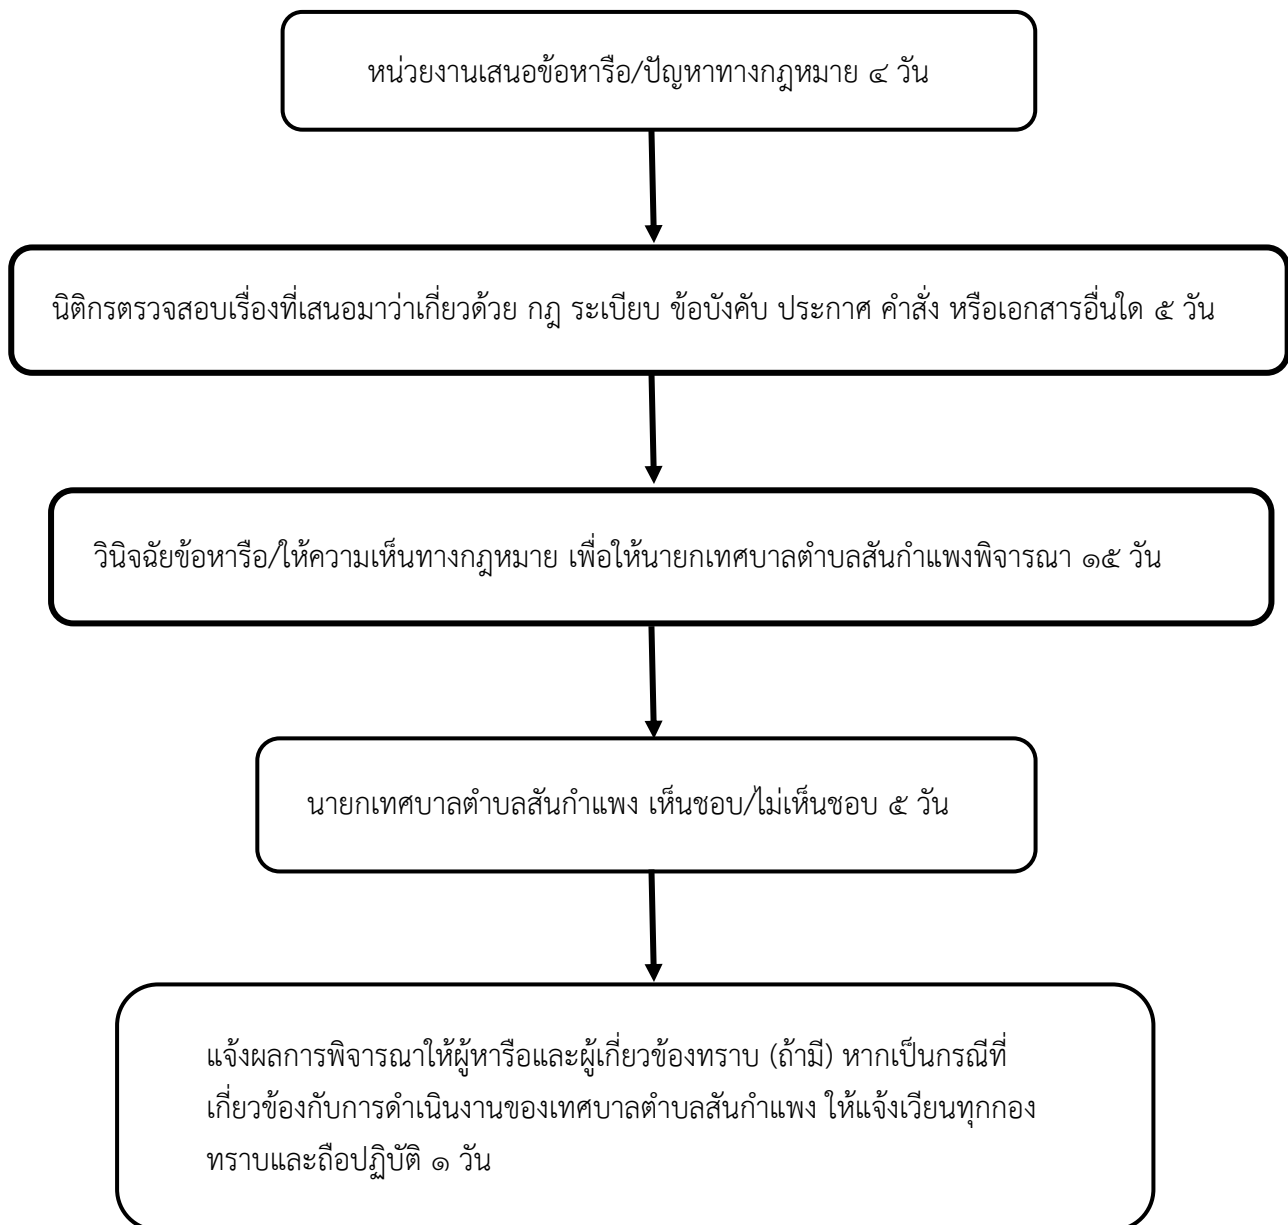 หน่วยงานเสนอข้อหารือ/ปัญหาทางกฎหมาย ๔ วัน
นิติกรตรวจสอบเรื่องที่เสนอมาว่าเกี่ยวด้วย กฎ ระเบียบ ข้อบังคับ ประกาศ คำสั่ง หรือเอกสารอื่นใด ๕ วัน
วินิจฉัยข้อหารือ/ให้ความเห็นทางกฎหมาย เพื่อให้นายกเทศบาลตำบลสันกำแพงพิจารณา ๑๕ วัน
นายกเทศบาลตำบลสันกำแพง เห็นชอบ/ไม่เห็นชอบ ๕ วัน
แจ้งผลการพิจารณาให้ผู้หารือและผู้เกี่ยวข้องทราบ (ถ้ามี) หากเป็นกรณีที่
เกี่ยวข้องกับการดำเนินงานของเทศบาลตำบลสันกำแพง ให้แจ้งเวียนทุกกอง
ทราบและถือปฏิบัติ ๑ วัน